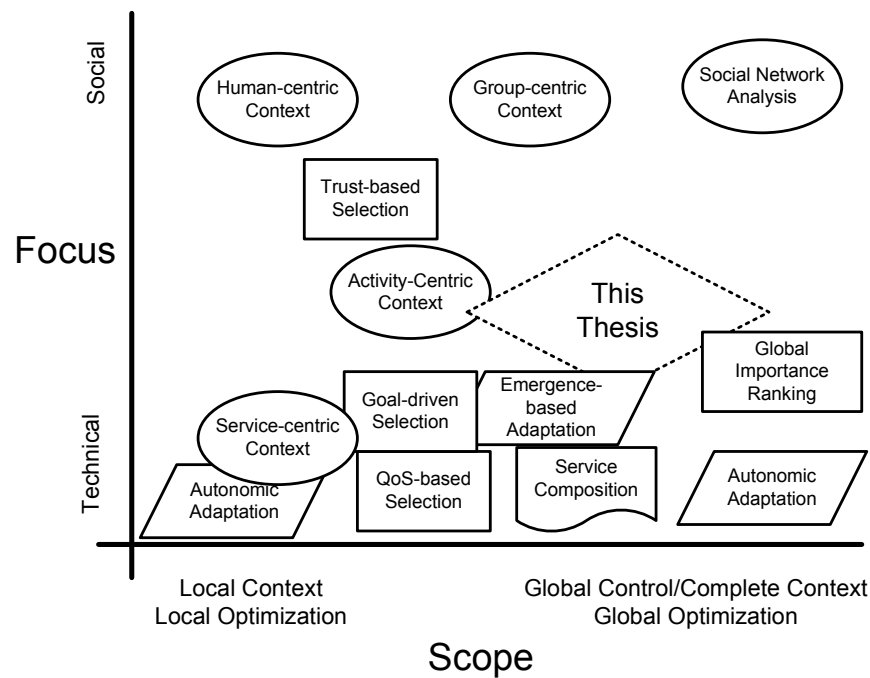 Social
Human-centric
Context
Group-centric
Context
Social Network
Analysis
Trust-based
Selection
Focus
Activity-Centric
Context
This
Thesis
Global
Importance
Ranking
Technical
Service-centric
Context
Goal-driven
Selection
Emergence-
based
Adaptation
Autonomic
Adaptation
QoS-based
Selection
Service
Composition
Autonomic
Adaptation
Local Context
Local Optimization
Global Control/Complete Context
Global Optimization
Scope